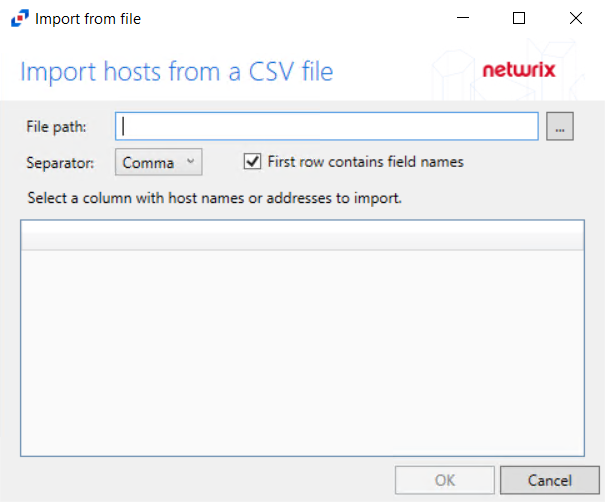 Import from file
Import hosts from a CSV file
netwrix
File path:
...
Separator:
Comma
First row contains field names
Select a column with host names or addresses to import.
OK
Cancel